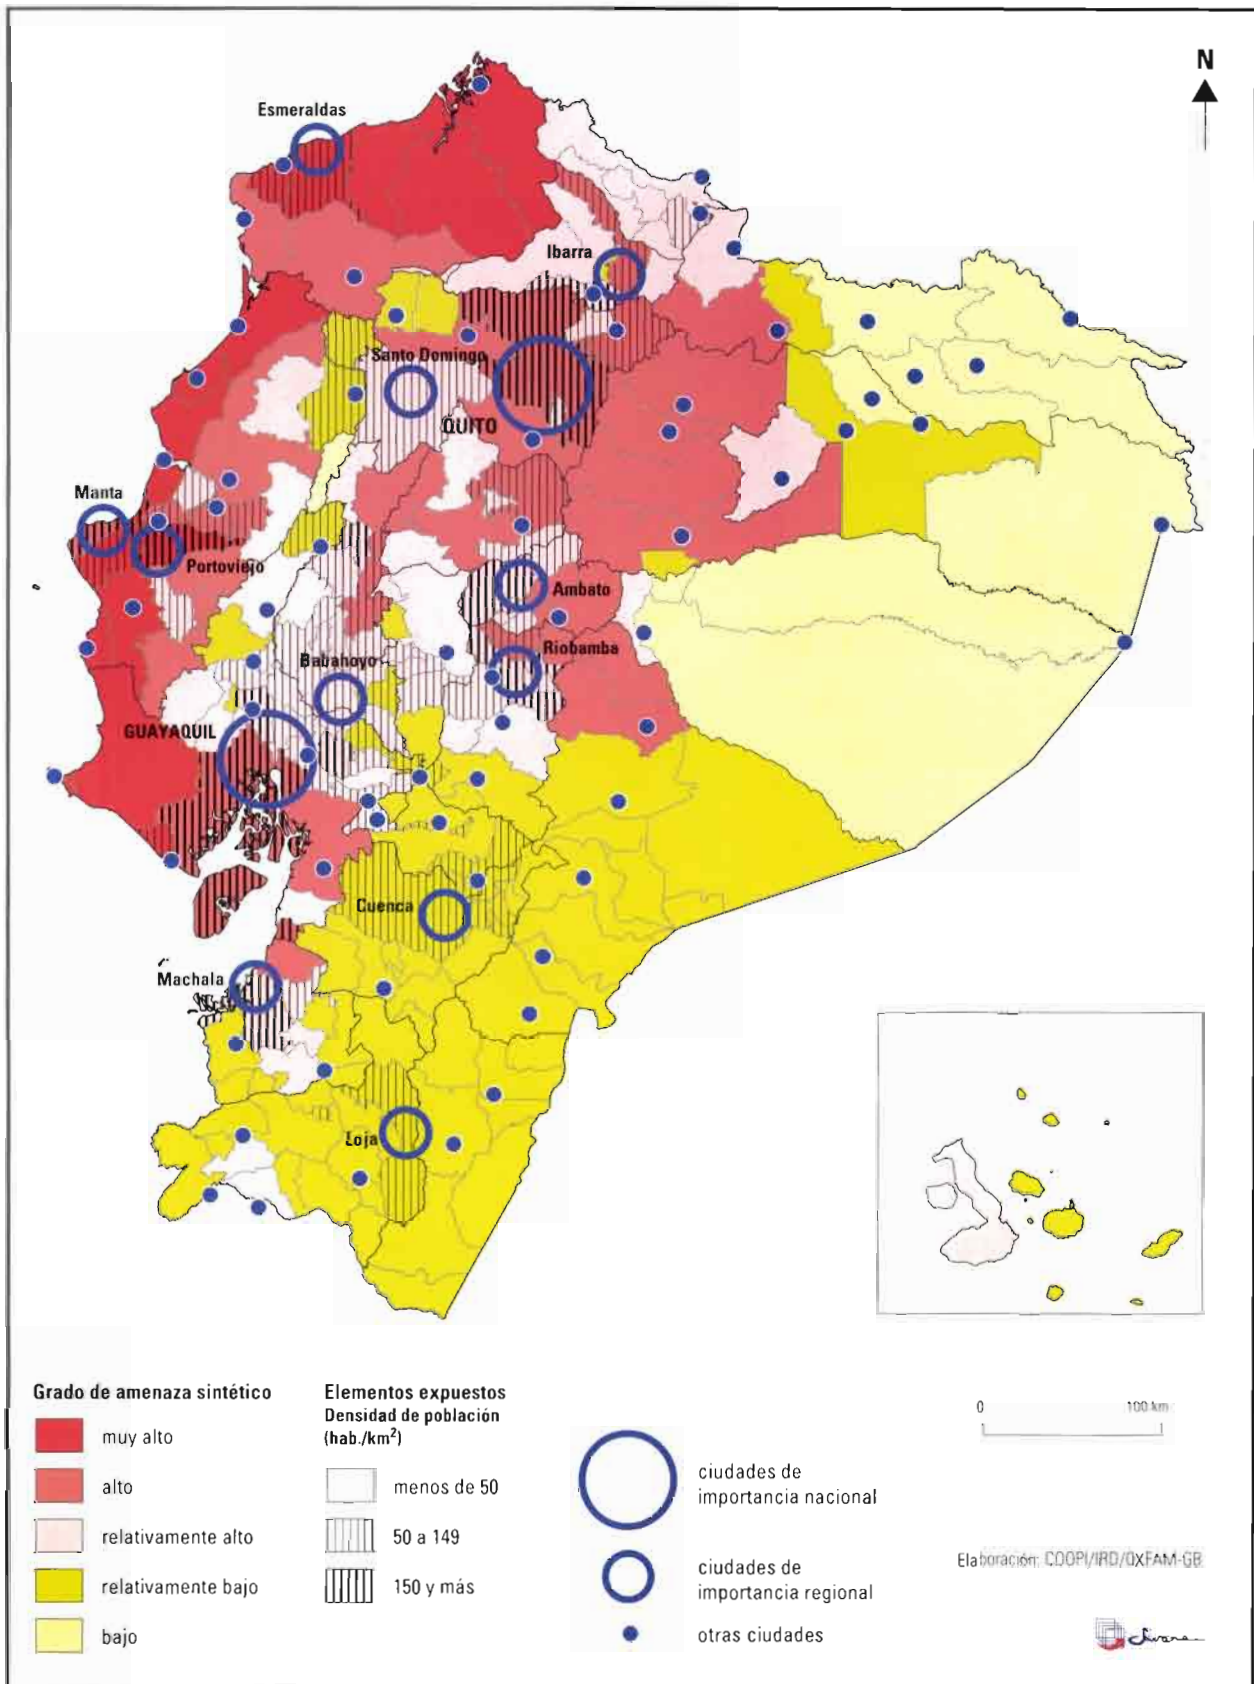 N
Esmeraldas
Ibarra
Santo Domingo
QUITO
Manta
Portoviejo
Ambato
Riobamba
Babahoyo
GUAYAQUIL
Cuenca
Machala
Loja
Grado de amenaza sintético
muy alto
alto
relativamente alto
relativamente bajo
bajo
Elementos expuestos
Densidad de población
(hab./km²)
menos de 50
50 a 149
150 y más
ciudades de
importancia nacional
ciudades de
importancia regional
otras ciudades
0 100 km
Elaboración: COOPI/IRD/OXFAM-GB